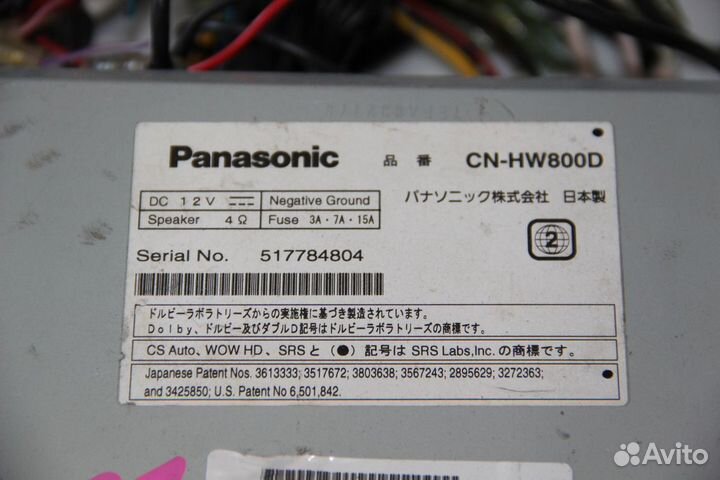 Panasonic 品番 CN-HW800D
DC 12V Negative Ground
Speaker 4Ω Fuse 3A・7A・15A
パナソニック株式会社 日本製
2
Serial No. 517784804
ドルビーラボラトリーズからの実施権に基づき製造されています。
Dolby、ドルビー及びダブルD記号はドルビーラボラトリーズの商標です。
CS Auto、WOW HD、SRSと(●)記号は SRS Labs,Inc. の商標です。
Japanese Patent Nos. 3613333; 3517672; 3803638; 3567243; 2895629; 3272363;
and 3425850; U.S. Patent No 6,501,842.
Avito